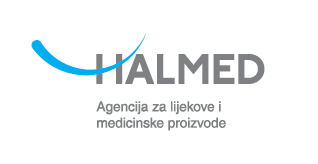 HALMED
Agencija za lijekove i
medicinske proizvode